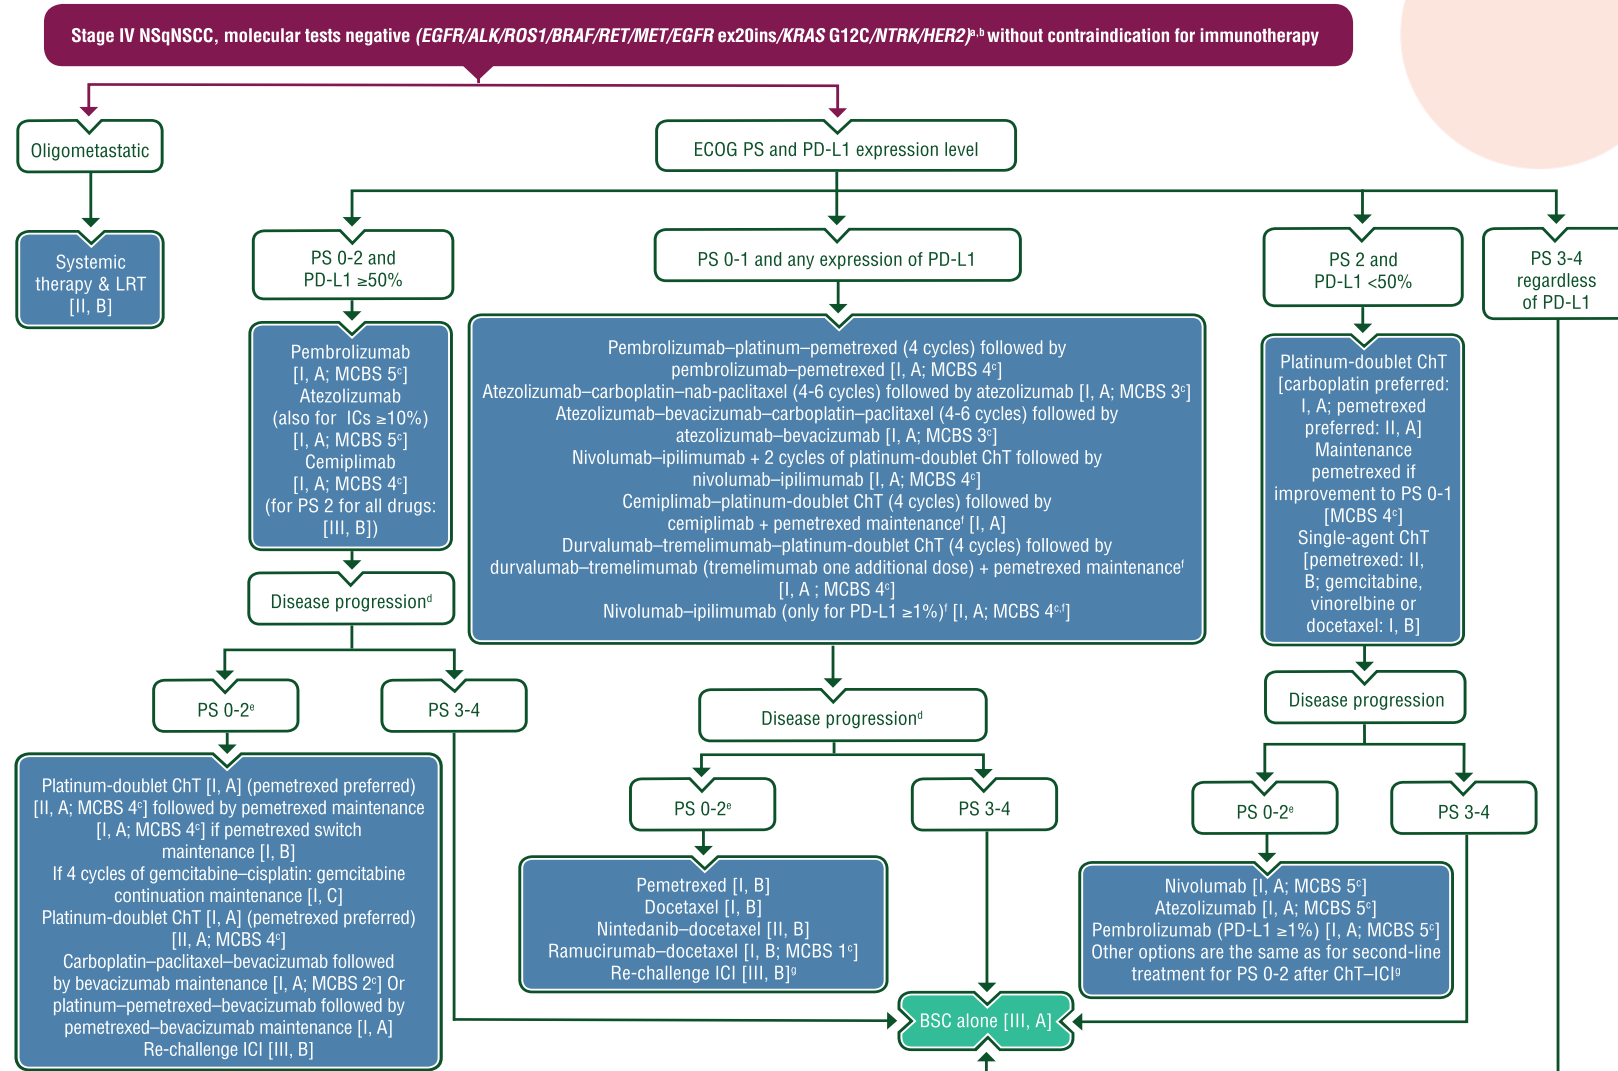 Stage IV NSqNSCC, molecular tests negative (EGFR/ALK/ROS1/BRAF/RET/MET/EGFR ex20ins/KRAS G12C/NTRK/HER2)ᵃ,ᵇ without contraindication for immunotherapy
Oligometastatic
ECOG PS and PD-L1 expression level
Systemic
therapy & LRT
[II, B]
PS 0-2 and
PD-L1 ≥50%
PS 0-1 and any expression of PD-L1
PS 2 and
PD-L1 <50%
PS 3-4
regardless
of PD-L1
Pembrolizumab
[I, A; MCBS 5ᶜ]
Atezolizumab
(also for ICs ≥10%)
[I, A; MCBS 5ᶜ]
Cemiplimab
[I, A; MCBS 4ᶜ]
(for PS 2 for all drugs:
[III, B])
Pembrolizumab–platinum–pemetrexed (4 cycles) followed by
pembrolizumab–pemetrexed [I, A; MCBS 4ᶜ]
Atezolizumab–carboplatin–nab-paclitaxel (4-6 cycles) followed by atezolizumab [I, A; MCBS 3ᶜ]
Atezolizumab–bevacizumab–carboplatin–paclitaxel (4-6 cycles) followed by
atezolizumab–bevacizumab [I, A; MCBS 3ᶜ]
Nivolumab–ipilimumab + 2 cycles of platinum-doublet ChT followed by
nivolumab–ipilimumab [I, A; MCBS 4ᶜ]
Cemiplimab–platinum-doublet ChT (4 cycles) followed by
cemiplimab + pemetrexed maintenanceᶠ [I, A]
Durvalumab–tremelimumab–platinum-doublet ChT (4 cycles) followed by
durvalumab–tremelimumab (tremelimumab one additional dose) + pemetrexed maintenanceᶠ
[I, A ; MCBS 4ᶜ]
Nivolumab–ipilimumab (only for PD-L1 ≥1%)ᶠ [I, A; MCBS 4ᶜ,ᶠ]
Platinum-doublet ChT
[carboplatin preferred:
I, A; pemetrexed
preferred: II, A]
Maintenance
pemetrexed if
improvement to PS 0-1
[MCBS 4ᶜ]
Single-agent ChT
[pemetrexed: II,
B; gemcitabine,
vinorelbine or
docetaxel: I, B]
Disease progressionᵈ
PS 0-2ᵉ
PS 3-4
Platinum-doublet ChT [I, A] (pemetrexed preferred)
[II, A; MCBS 4ᶜ] followed by pemetrexed maintenance
[I, A; MCBS 4ᶜ] if pemetrexed switch
maintenance [I, B]
If 4 cycles of gemcitabine–cisplatin: gemcitabine
continuation maintenance [I, C]
Platinum-doublet ChT [I, A] (pemetrexed preferred)
[II, A; MCBS 4ᶜ]
Carboplatin–paclitaxel–bevacizumab followed
by bevacizumab maintenance [I, A; MCBS 2ᶜ] Or
platinum–pemetrexed–bevacizumab followed by
pemetrexed–bevacizumab maintenance [I, A]
Re-challenge ICI [III, B]
Disease progressionᵈ
PS 0-2ᵉ
PS 3-4
Pemetrexed [I, B]
Docetaxel [I, B]
Nintedanib–docetaxel [II, B]
Ramucirumab–docetaxel [I, B; MCBS 1ᶜ]
Re-challenge ICI [III, B]ᵍ
Disease progression
PS 0-2ᵉ
PS 3-4
Nivolumab [I, A; MCBS 5ᶜ]
Atezolizumab [I, A; MCBS 5ᶜ]
Pembrolizumab (PD-L1 ≥1%) [I, A; MCBS 5ᶜ]
Other options are the same as for second-line
treatment for PS 0-2 after ChT–ICIᵍ
BSC alone [III, A]